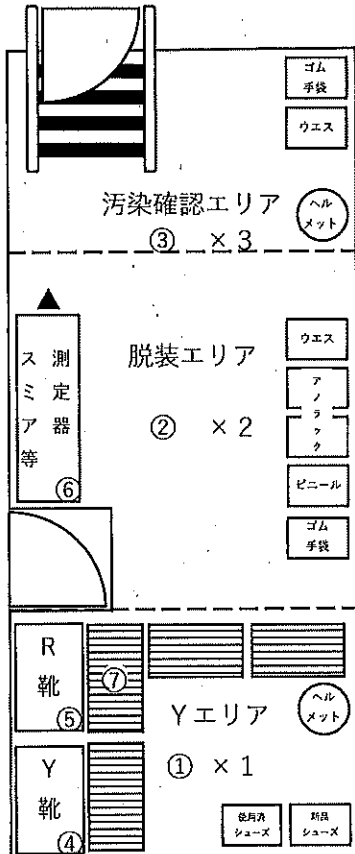 ゴム
手袋
ウエス
汚染確認エリア
ヘル
メット
③ ×3
測定器
スミア等
⑥
脱装エリア
② ×2
ウエス
アノラック
ビニール
ゴム
手袋
R
靴
⑤
⑦
Yエリア
ヘル
メット
① ×1
Y
靴
④
使用済
シューズ
新品
シューズ